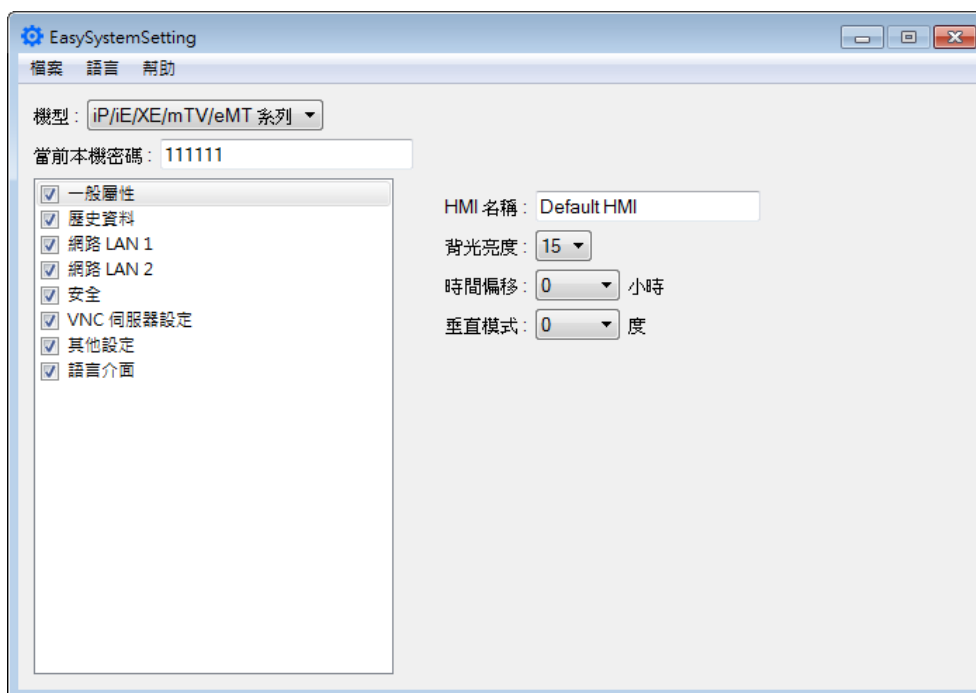 EasySystemSetting
檔案 語言 幫助
機型 : iP/iE/XE/mTV/eMT 系列
當前本機密碼 : 111111
一般屬性
歷史資料
網路 LAN 1
網路 LAN 2
安全
VNC 伺服器設定
其他設定
語言介面
HMI 名稱 : Default HMI
背光亮度 : 15
時間偏移 : 0 小時
垂直模式 : 0 度